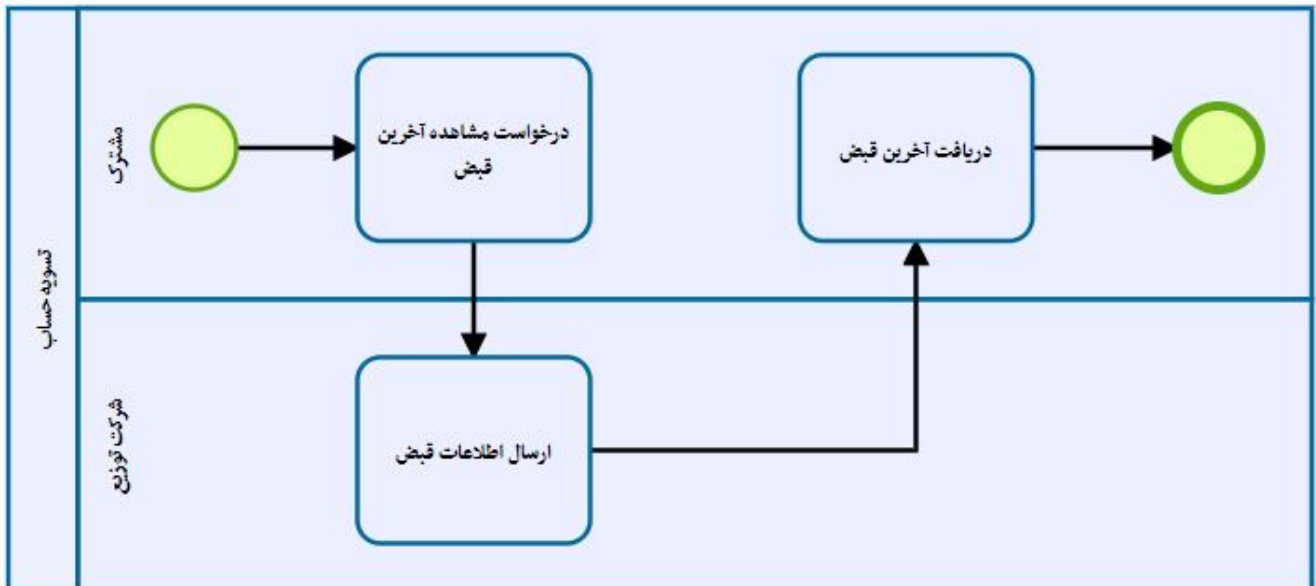 تسویه حساب
مشترک
درخواست مشاهده آخرین
قبض
دریافت آخرین قبض
شرکت توزیع
ارسال اطلاعات قبض